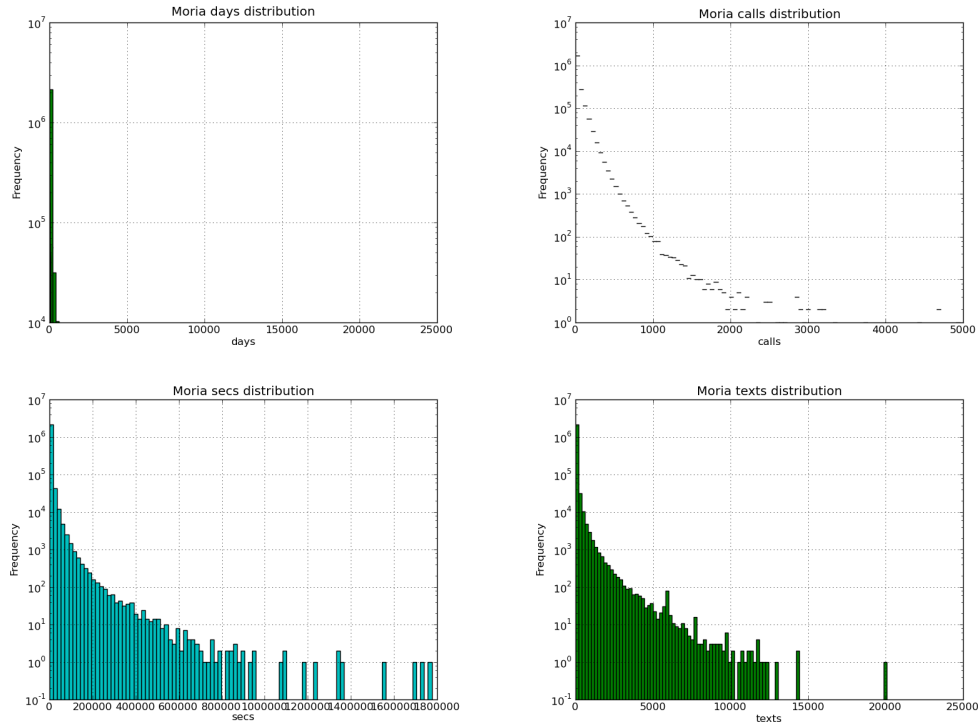 Moria days distribution
10^7
10^6
10^5
10^4
Frequency
0 5000 10000 15000 20000 25000
days
Moria calls distribution
10^7
10^6
10^5
10^4
10^3
10^2
10^1
10^0
Frequency
0 1000 2000 3000 4000 5000
calls
Moria secs distribution
10^7
10^6
10^5
10^4
10^3
10^2
10^1
10^0
10^-1
Frequency
0 200000 400000 600000 800000 1000000 1200000 1400000 1600000 1800000
secs
Moria texts distribution
10^7
10^6
10^5
10^4
10^3
10^2
10^1
10^0
10^-1
Frequency
0 5000 10000 15000 20000 25000
texts